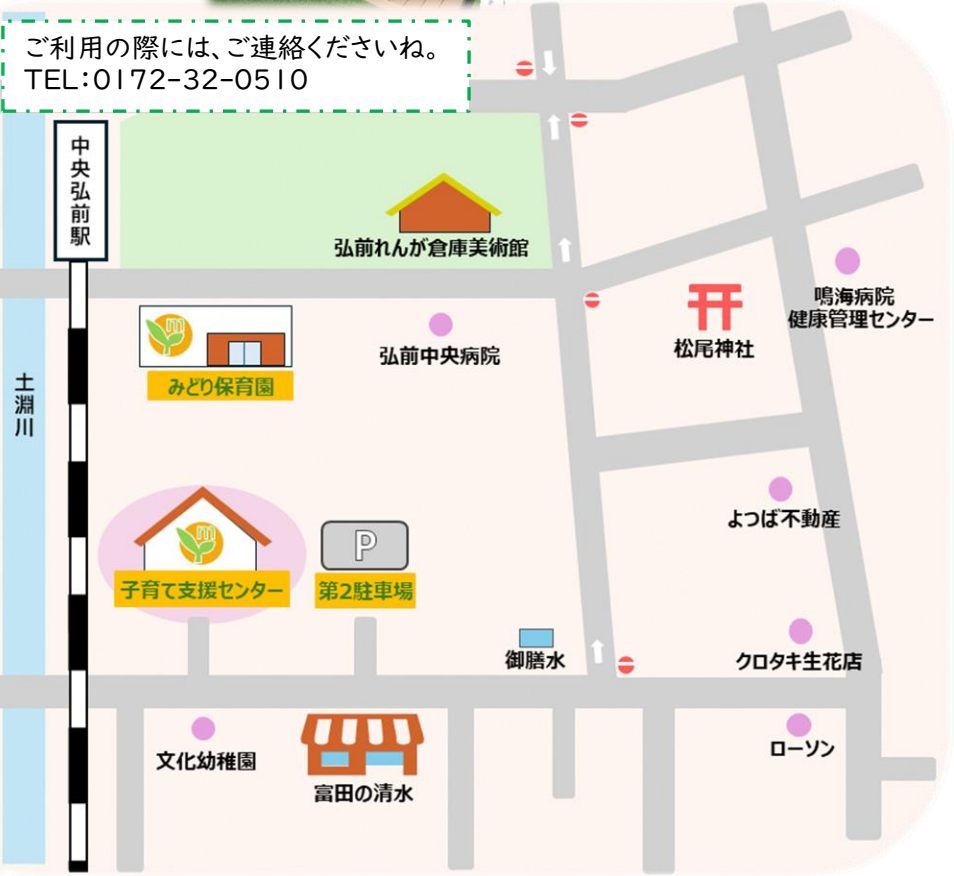 ご利用の際には、ご連絡くださいね。
TEL:0172-32-0510
中央弘前駅
弘前れんが倉庫美術館
鳴海病院
健康管理センター
松尾神社
弘前中央病院
m
みどり保育園
土淵川
よつば不動産
m
P
子育て支援センター
第2駐車場
御膳水
クロタキ生花店
文化幼稚園
ローソン
富田の清水